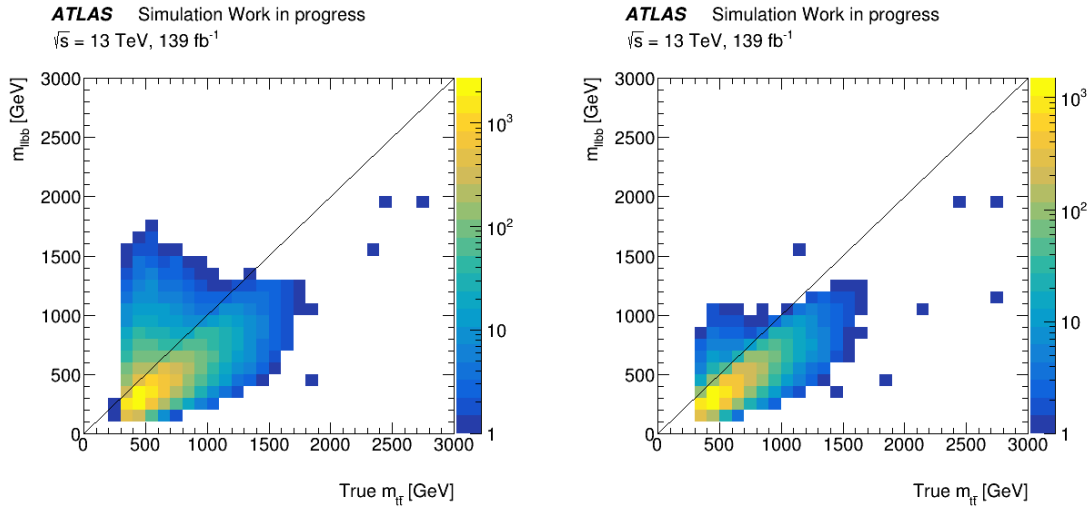 ATLAS Simulation Work in progress
√s = 13 TeV, 139 fb⁻¹
m_llbb [GeV]
3000
2500
2000
1500
1000
500
0
0 500 1000 1500 2000 2500 3000
True m_tt̄ [GeV]
10³
10²
10
1
ATLAS Simulation Work in progress
√s = 13 TeV, 139 fb⁻¹
m_llbb [GeV]
3000
2500
2000
1500
1000
500
0
0 500 1000 1500 2000 2500 3000
True m_tt̄ [GeV]
10³
10²
10
1